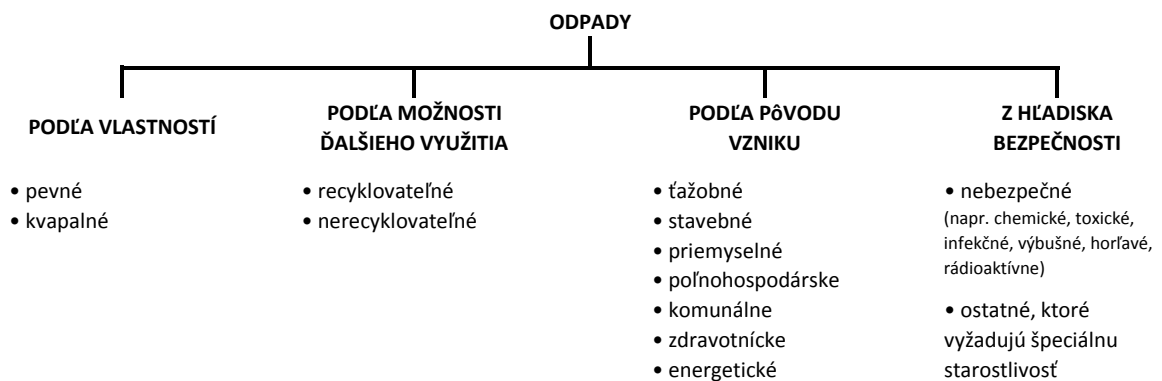 ODPADY
PODĽA VLASTNOSTÍ
• pevné
• kvapalné
PODĽA MOŽNOSTI
ĎALŠIEHO VYUŽITIA
• recyklovateľné
• nerecyklovateľné
PODĽA PôVODU
VZNIKU
• ťažobné
• stavebné
• priemyselné
• poľnohospodárske
• komunálne
• zdravotnícke
• energetické
Z HĽADISKA
BEZPEČNOSTI
• nebezpečné
(napr. chemické, toxické,
infekčné, výbušné, horľavé,
rádioaktívne)
• ostatné, ktoré
vyžadujú špeciálnu
starostlivosť